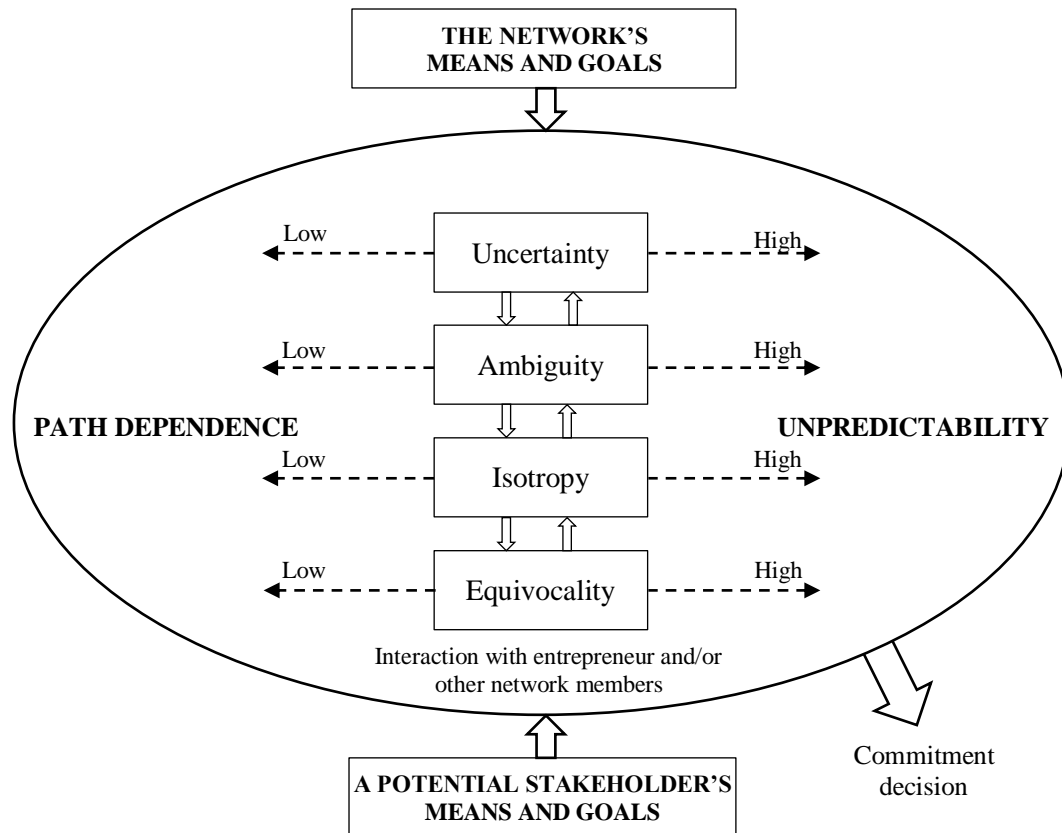 THE NETWORK’S
MEANS AND GOALS
Low
Uncertainty
High
Low
Ambiguity
High
PATH DEPENDENCE
UNPREDICTABILITY
Low
Isotropy
High
Low
Equivocality
High
Interaction with entrepreneur and/or
other network members
Commitment
decision
A POTENTIAL STAKEHOLDER’S
MEANS AND GOALS